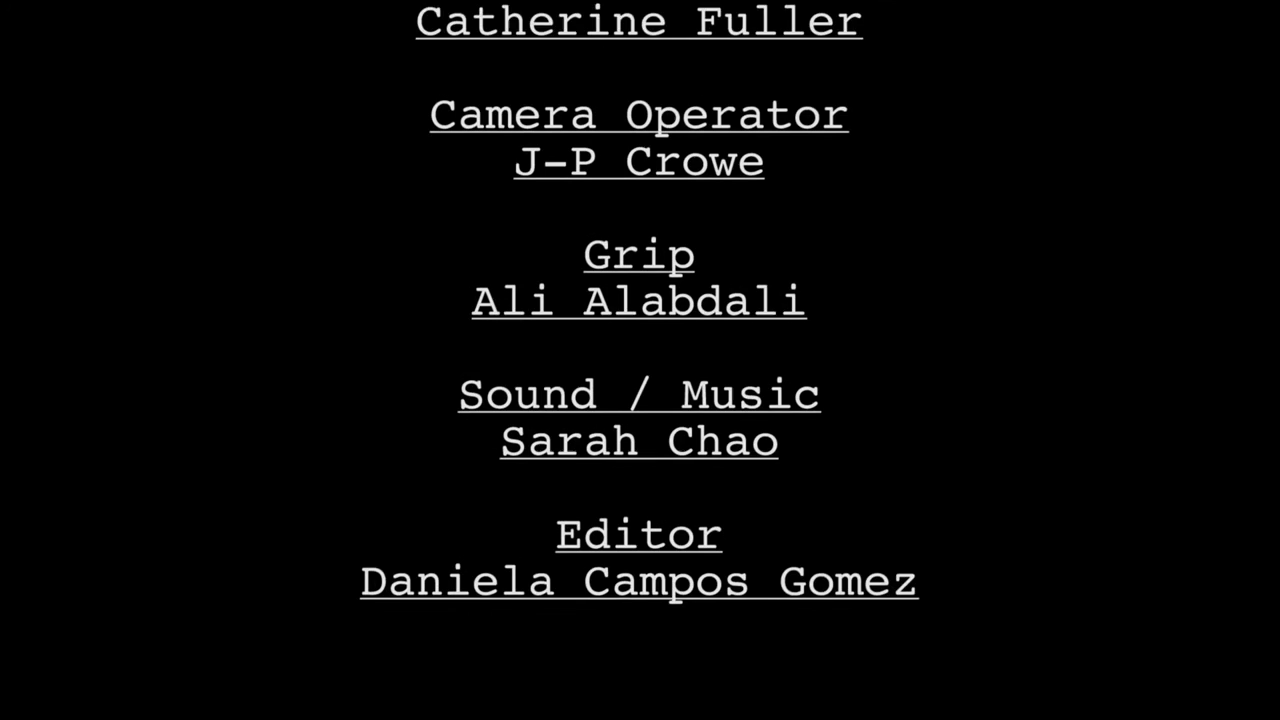 Catherine Fuller
Camera Operator
J-P Crowe
Grip
Ali Alabdali
Sound / Music
Sarah Chao
Editor
Daniela Campos Gomez